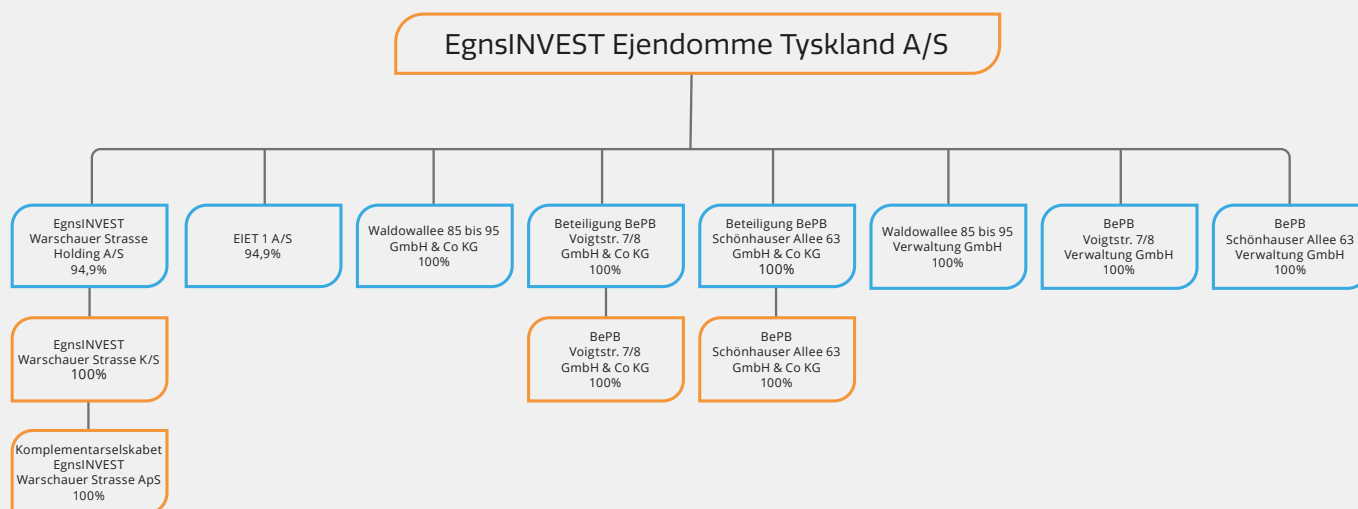 EgnsINVEST Ejendomme Tyskland A/S
EgnsINVEST
Warschauer Strasse
Holding A/S
94,9%
EIET 1 A/S
94,9%
Waldowallee 85 bis 95
GmbH & Co KG
100%
Beteiligung BePB
Voigtstr. 7/8
GmbH & Co KG
100%
Beteiligung BePB
Schönhauser Allee 63
GmbH & Co KG
100%
Waldowallee 85 bis 95
Verwaltung GmbH
100%
BePB
Voigtstr. 7/8
Verwaltung GmbH
100%
BePB
Schönhauser Allee 63
Verwaltung GmbH
100%
EgnsINVEST
Warschauer Strasse K/S
100%
BePB
Voigtstr. 7/8
GmbH & Co KG
100%
BePB
Schönhauser Allee 63
GmbH & Co KG
100%
Komplementarselskabet
EgnsINVEST
Warschauer Strasse ApS
100%